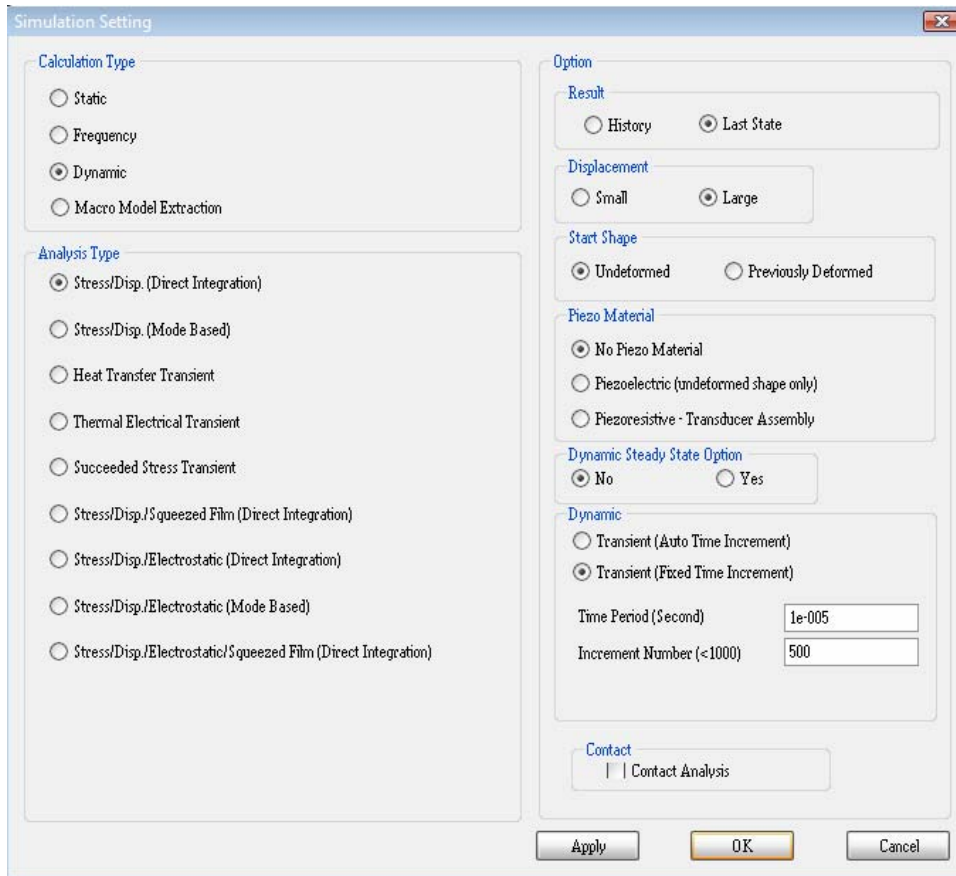 Simulation Setting
Calculation Type
Static
Frequency
Dynamic
Macro Model Extraction
Analysis Type
Stress/Disp. (Direct Integration)
Stress/Disp. (Mode Based)
Heat Transfer Transient
Thermal Electrical Transient
Succeeded Stress Transient
Stress/Disp./Squeezed Film (Direct Integration)
Stress/Disp./Electrostatic (Direct Integration)
Stress/Disp./Electrostatic (Mode Based)
Stress/Disp./Electrostatic/Squeezed Film (Direct Integration)
Option
Result
History Last State
Displacement
Small Large
Start Shape
Undeformed Previously Deformed
Piezo Material
No Piezo Material
Piezoelectric (undeformed shape only)
Piezoresistive - Transducer Assembly
Dynamic Steady State Option
No Yes
Dynamic
Transient (Auto Time Increment)
Transient (Fixed Time Increment)
Time Period (Second) 1e-005
Increment Number (<1000) 500
Contact
Contact Analysis
Apply OK Cancel